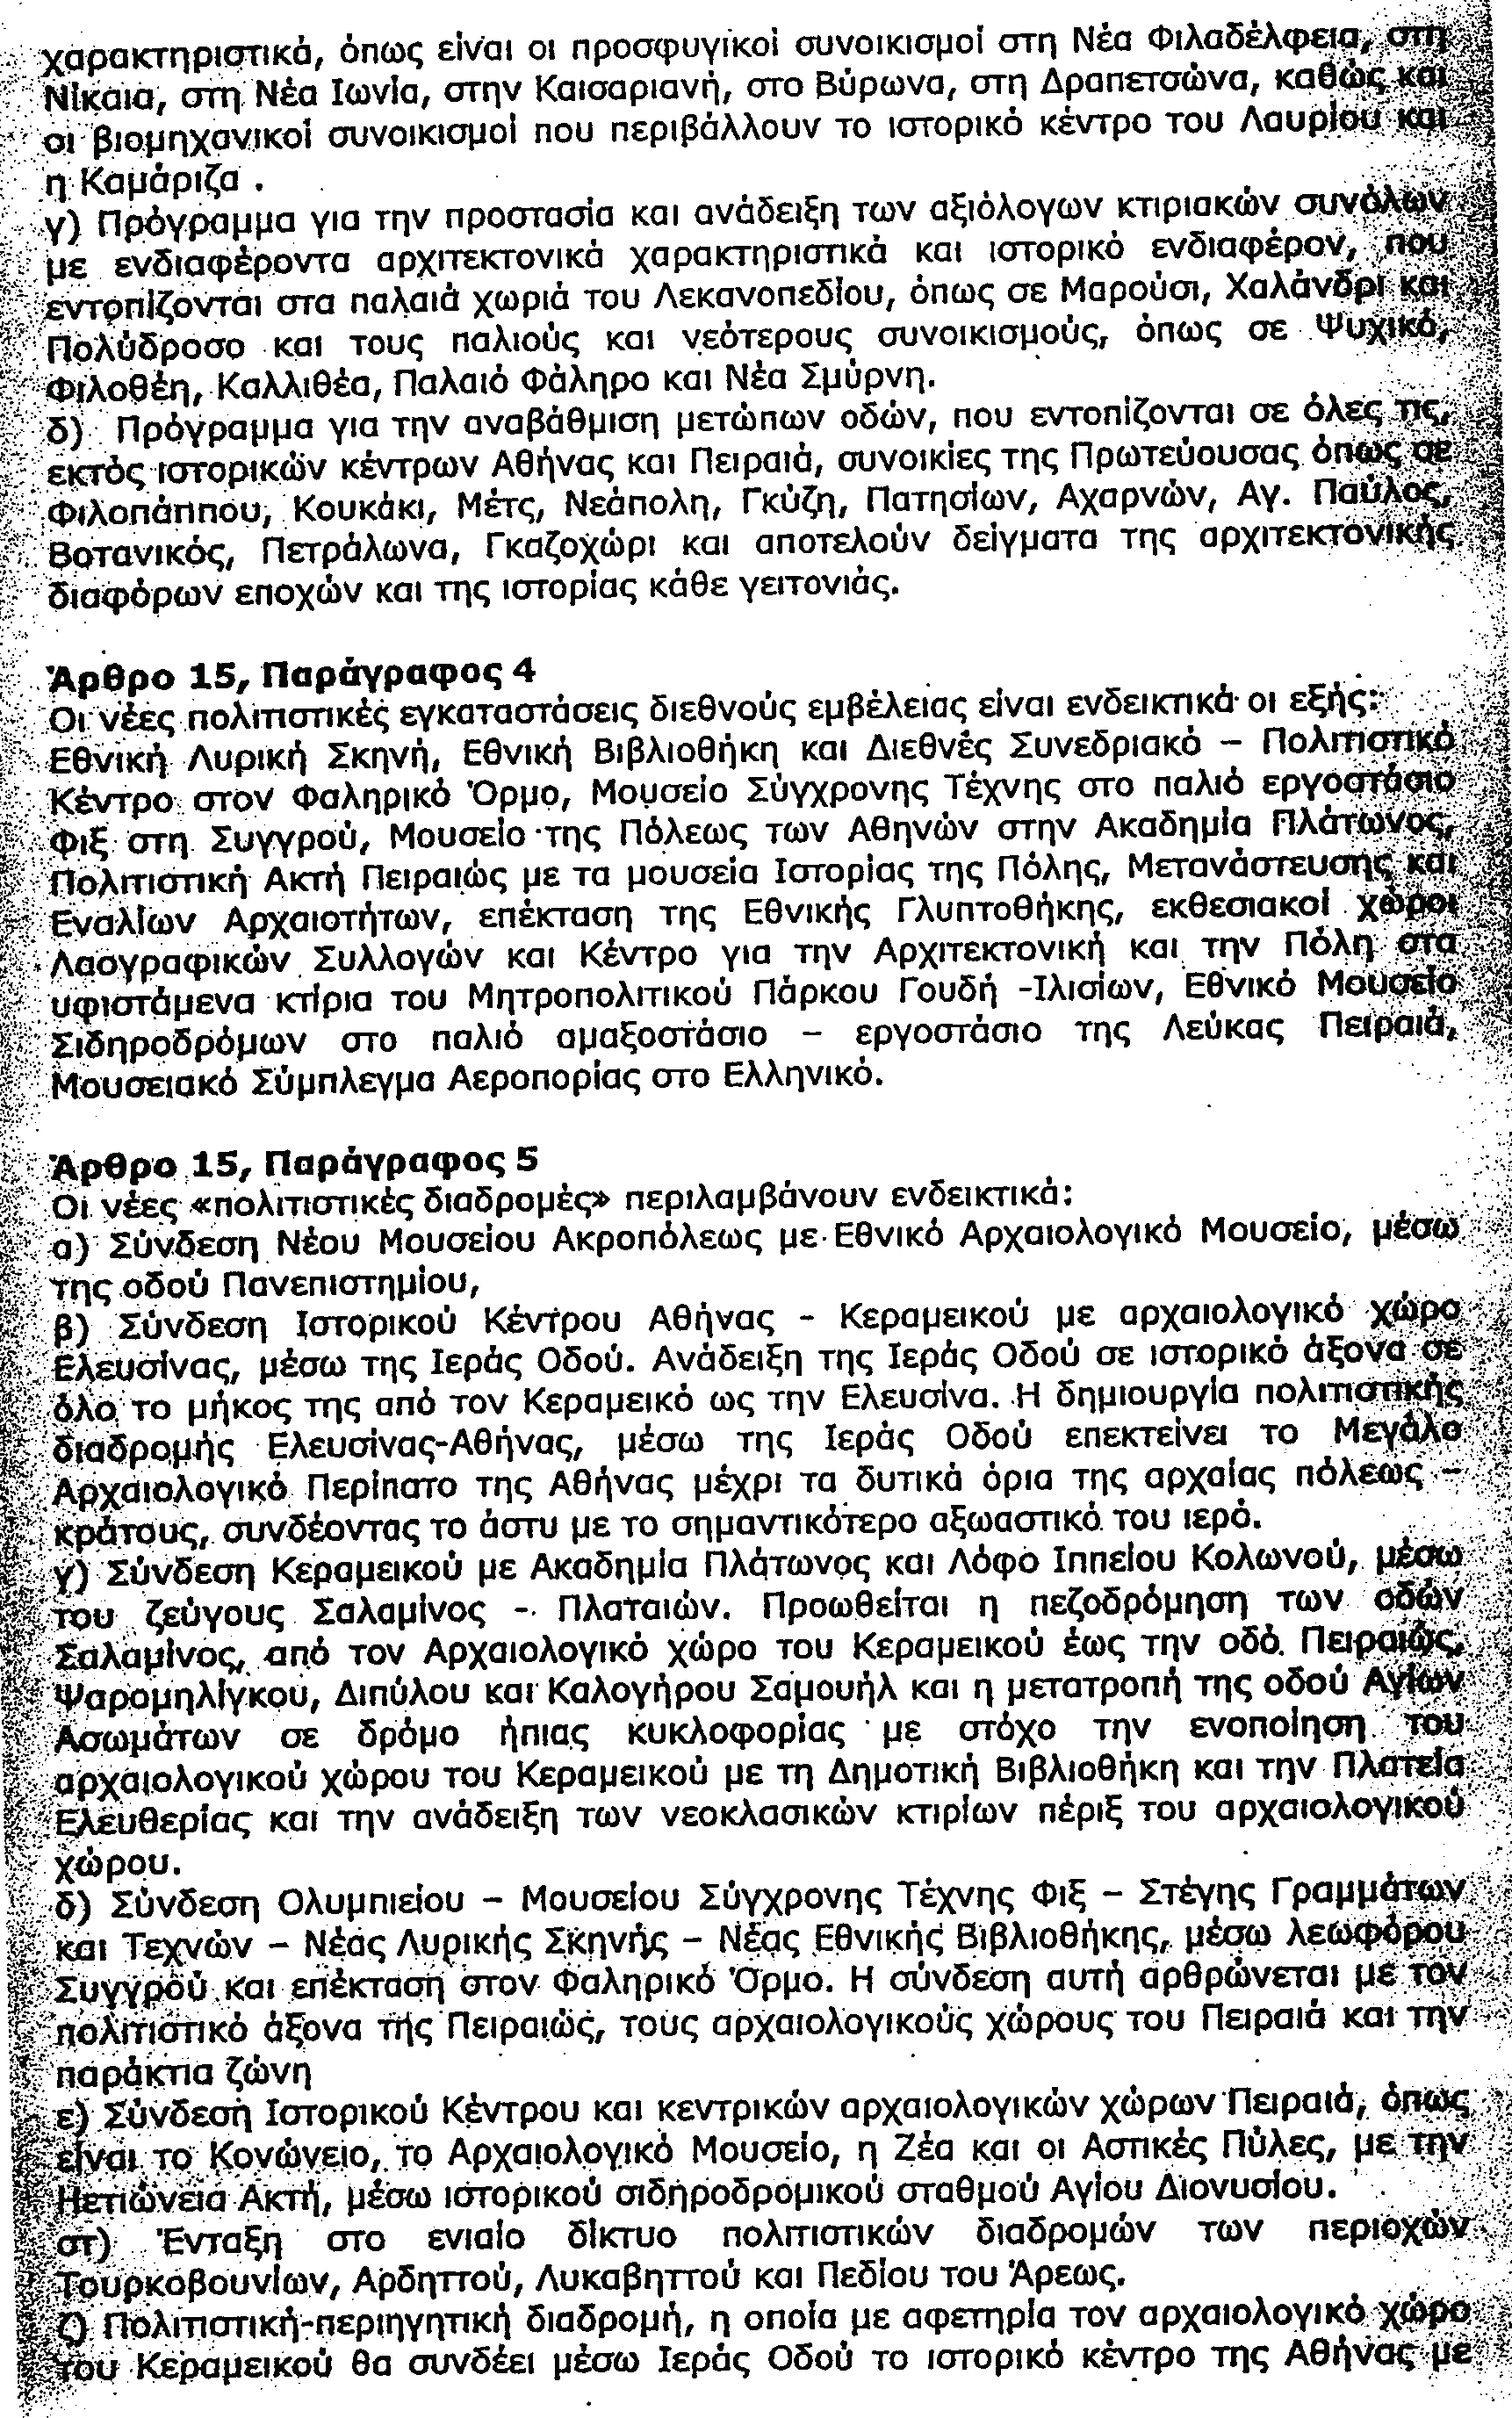 χαρακτηριστικά, όπως είναι οι προσφυγικοί συνοικισμοί στη Νέα Φιλαδέλφεια, στη
Νίκαια, στη Νέα Ιωνία, στην Καισαριανή, στο Βύρωνα, στη Δραπετσώνα, καθώς και
οι βιομηχανικοί συνοικισμοί που περιβάλλουν το ιστορικό κέντρο του Λαυρίου και
η Καμάριζα .
γ) Πρόγραμμα για την προστασία και ανάδειξη των αξιόλογων κτιριακών συνόλων
με ενδιαφέροντα αρχιτεκτονικά χαρακτηριστικά και ιστορικό ενδιαφέρον, που
εντοπίζονται στα παλαιά χωριά του Λεκανοπεδίου, όπως σε Μαρούσι, Χαλάνδρι και
Πολύδροσο και τους παλιούς και νεότερους συνοικισμούς, όπως σε Ψυχικό,
Φιλοθέη, Καλλιθέα, Παλαιό Φάληρο και Νέα Σμύρνη.
δ) Πρόγραμμα για την αναβάθμιση μετώπων οδών, που εντοπίζονται σε όλες τις,
εκτός ιστορικών κέντρων Αθήνας και Πειραιά, συνοικίες της Πρωτεύουσας όπως σε
Φιλοπάππου, Κουκάκι, Μέτς, Νεάπολη, Γκύζη, Πατησίων, Αχαρνών, Αγ. Παύλος,
Βοτανικός, Πετράλωνα, Γκαζοχώρι και αποτελούν δείγματα της αρχιτεκτονικής
διαφόρων εποχών και της ιστορίας κάθε γειτονιάς.
Άρθρο 15, Παράγραφος 4
Οι νέες πολιτιστικές εγκαταστάσεις διεθνούς εμβέλειας είναι ενδεικτικά οι εξής:
Εθνική Λυρική Σκηνή, Εθνική Βιβλιοθήκη και Διεθνές Συνεδριακό – Πολιτιστικό
Κέντρο στον Φαληρικό Όρμο, Μουσείο Σύγχρονης Τέχνης στο παλιό εργοστάσιο
Φιξ στη Συγγρού, Μουσείο της Πόλεως των Αθηνών στην Ακαδημία Πλάτωνος,
Πολιτιστική Ακτή Πειραιώς με τα μουσεία Ιστορίας της Πόλης, Μετανάστευσης και
Εναλίων Αρχαιοτήτων, επέκταση της Εθνικής Γλυπτοθήκης, εκθεσιακοί χώροι
Λαογραφικών Συλλογών και Κέντρο για την Αρχιτεκτονική και την Πόλη στα
υφιστάμενα κτίρια του Μητροπολιτικού Πάρκου Γουδή -Ιλισίων, Εθνικό Μουσείο
Σιδηροδρόμων στο παλιό αμαξοστάσιο – εργοστάσιο της Λεύκας Πειραιά,
Μουσειακό Σύμπλεγμα Αεροπορίας στο Ελληνικό.
Άρθρο 15, Παράγραφος 5
Οι νέες «πολιτιστικές διαδρομές» περιλαμβάνουν ενδεικτικά:
α) Σύνδεση Νέου Μουσείου Ακροπόλεως με Εθνικό Αρχαιολογικό Μουσείο, μέσω
της οδού Πανεπιστημίου,
β) Σύνδεση Ιστορικού Κέντρου Αθήνας - Κεραμεικού με αρχαιολογικό χώρο
Ελευσίνας, μέσω της Ιεράς Οδού. Ανάδειξη της Ιεράς Οδού σε ιστορικό άξονα σε
όλο το μήκος της από τον Κεραμεικό ως την Ελευσίνα. Η δημιουργία πολιτιστικής
διαδρομής Ελευσίνας-Αθήνας, μέσω της Ιεράς Οδού επεκτείνει το Μεγάλο
Αρχαιολογικό Περίπατο της Αθήνας μέχρι τα δυτικά όρια της αρχαίας πόλεως –
κράτους, συνδέοντας το άστυ με το σημαντικότερο αξωαστικό του ιερό.
γ) Σύνδεση Κεραμεικού με Ακαδημία Πλάτωνος και Λόφο Ιππείου Κολωνού, μέσω
του ζεύγους Σαλαμίνος - Πλαταιών. Προωθείται η πεζοδρόμηση των οδών
Σαλαμίνος, από τον Αρχαιολογικό χώρο του Κεραμεικού έως την οδό Πειραιώς,
Ψαρομηλίγκου, Διπύλου και Καλογήρου Σαμουήλ και η μετατροπή της οδού Αγίων
Ασωμάτων σε δρόμο ήπιας κυκλοφορίας με στόχο την ενοποίηση του
αρχαιολογικού χώρου του Κεραμεικού με τη Δημοτική Βιβλιοθήκη και την Πλατεία
Ελευθερίας και την ανάδειξη των νεοκλασικών κτιρίων πέριξ του αρχαιολογικού
χώρου.
δ) Σύνδεση Ολυμπιείου – Μουσείου Σύγχρονης Τέχνης Φιξ – Στέγης Γραμμάτων
και Τεχνών – Νέας Λυρικής Σκηνής – Νέας Εθνικής Βιβλιοθήκης, μέσω λεωφόρου
Συγγρού και επέκταση στον Φαληρικό Όρμο. Η σύνδεση αυτή αρθρώνεται με τον
πολιτιστικό άξονα της Πειραιώς, τους αρχαιολογικούς χώρους του Πειραιά και την
παράκτια ζώνη
ε) Σύνδεση Ιστορικού Κέντρου και κεντρικών αρχαιολογικών χώρων Πειραιά, όπως
είναι το Κονώνειο, το Αρχαιολογικό Μουσείο, η Ζέα και οι Αστικές Πύλες, με την
Ηετιώνεια Ακτή, μέσω ιστορικού σιδηροδρομικού σταθμού Αγίου Διονυσίου.
στ) Ένταξη στο ενιαίο δίκτυο πολιτιστικών διαδρομών των περιοχών
Τουρκοβουνίων, Αρδηττού, Λυκαβηττού και Πεδίου του Άρεως.
ζ) Πολιτιστική-περιηγητική διαδρομή, η οποία με αφετηρία τον αρχαιολογικό χώρο
του Κεραμεικού θα συνδέει μέσω Ιεράς Οδού το ιστορικό κέντρο της Αθήνας με